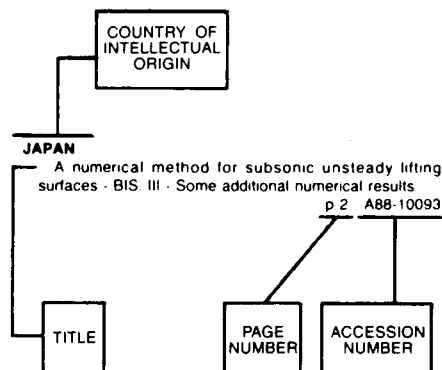 COUNTRY OF
INTELLECTUAL
ORIGIN
JAPAN
A numerical method for subsonic unsteady lifting
surfaces - BIS. III - Some additional numerical results
p 2 A88-10093
TITLE
PAGE
NUMBER
ACCESSION
NUMBER